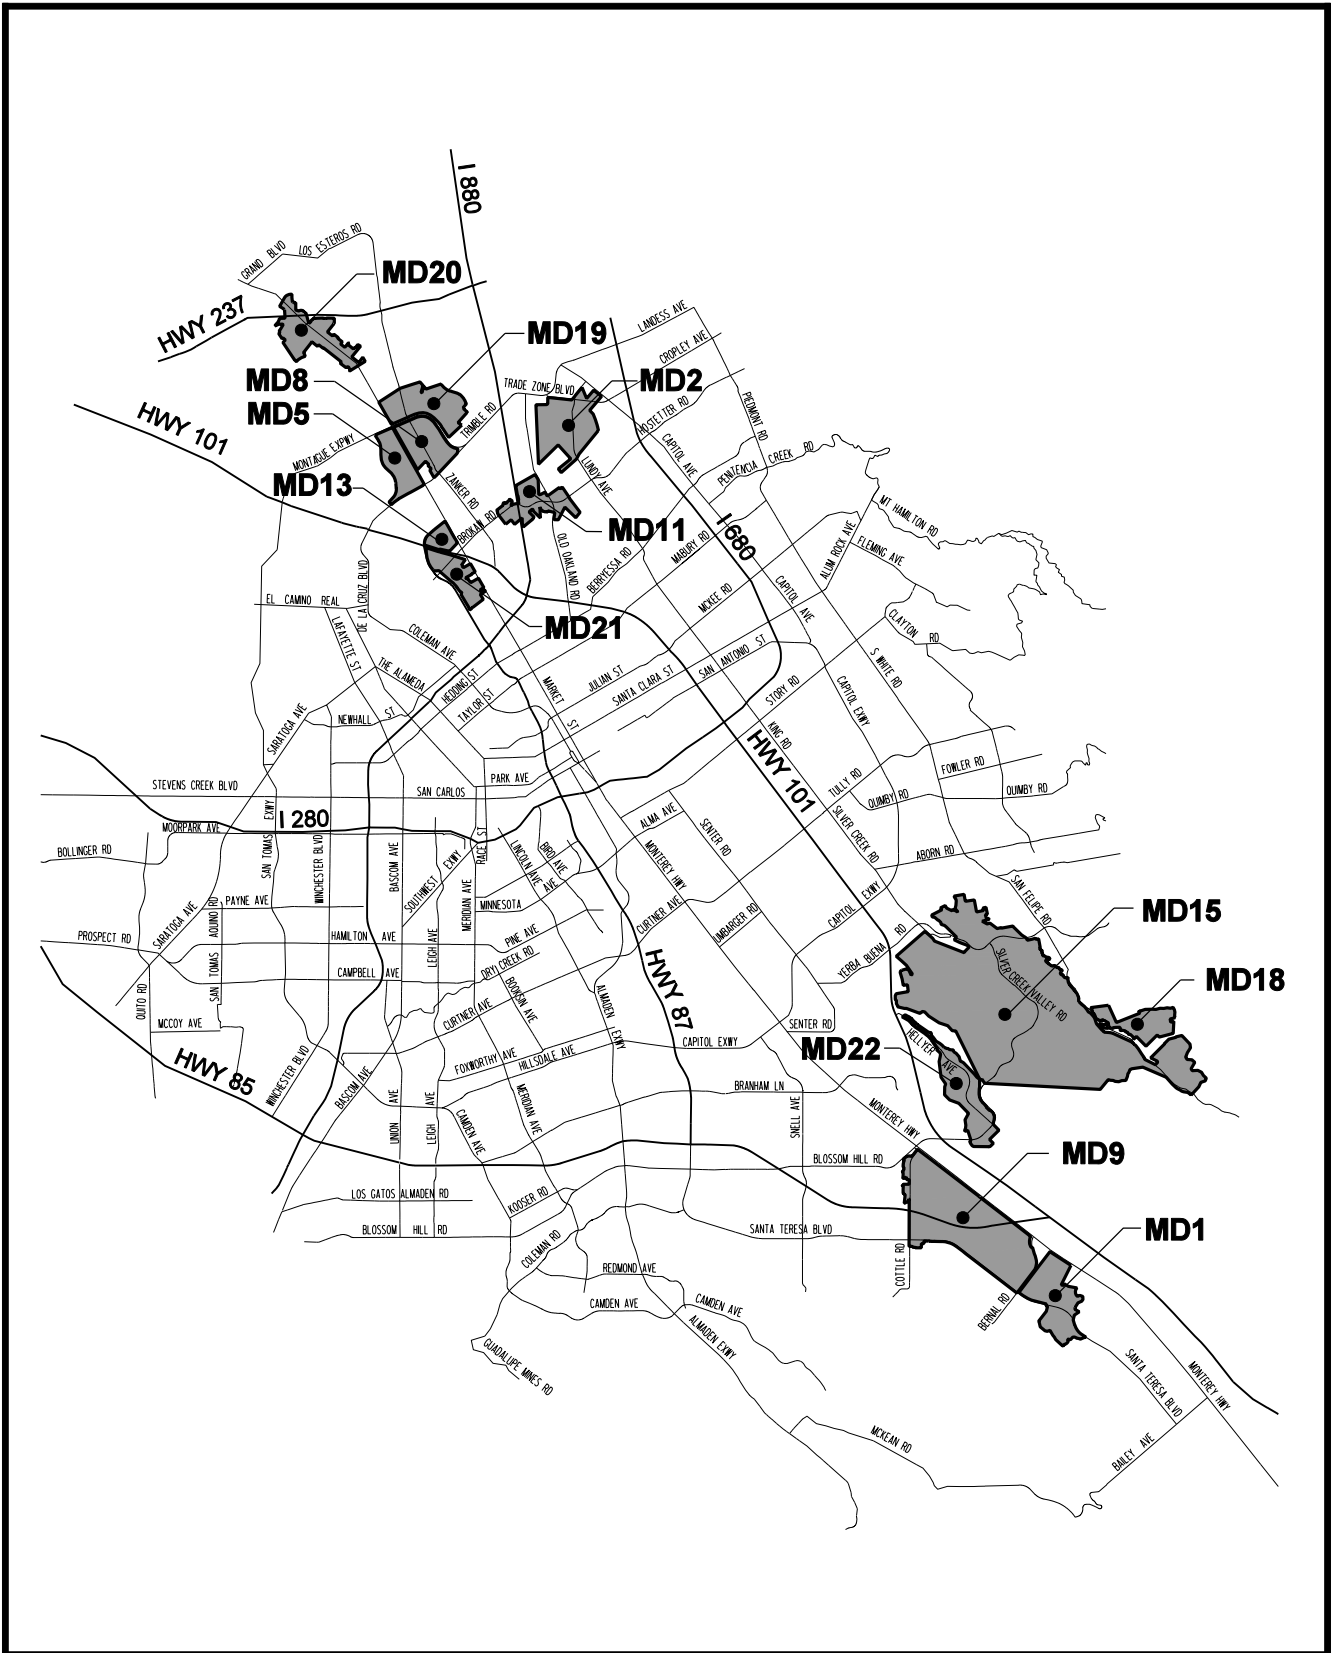 I 880
LOS ESTEROS RD
GRAND BLVD
MD20
HWY 237
LANDESS AVE
MD19
CROPLEY AVE
MD8
TRADE ZONE BLVD
MD2
MD5
HWY 101
TRIMBLE RD
HOSTETTER RD
PIEDMONT RD
MONTAGUE EXPWY
CAPITOL AVE
PENITENCIA CREEK RD
LUNDY AVE
MD13
ZANKER RD
MT HAMILTON RD
BROKAW RD
MD11
I 680
OLD OAKLAND RD
MABURY RD
ALUM ROCK AVE
FLEMING AVE
BERRYESSA RD
DE LA CRUZ BLVD
EL CAMINO REAL
MCKEE RD
CAPITOL AVE
CLAYTON RD
LAFAYETTE ST
COLEMAN AVE
MD21
SAN ANTONIO ST
S WHITE RD
THE ALAMEDA
HEDDING ST
JULIAN ST
SANTA CLARA ST
STORY RD
CAPITOL EXWY
TAYLOR ST
MARKET ST
SARATOGA AVE
NEWHALL ST
KING RD
HWY 101
FOWLER RD
TULLY RD
STEVENS CREEK BLVD
PARK AVE
SAN CARLOS
QUIMBY RD
QUIMBY RD
I 280
MOORPARK AVE
SAN TOMAS EXWY
ALMA AVE
SENTER RD
SILVER CREEK RD
BOLLINGER RD
WINCHESTER BLVD
BASCOM AVE
SOUTHWEST EXWY
RACE ST
LINCOLN AVE
BIRD AVE
MONTEREY HWY
ABORN RD
MERIDIAN AVE
MINNESOTA AVE
CAPITOL EXWY
SAN FELIPE RD
PAYNE AVE
SARATOGA AVE
SAN TOMAS AQUINO RD
CURTNER AVE
UMBARGER RD
MD15
PROSPECT RD
HAMILTON AVE
LEIGH AVE
PINE AVE
YERBA BUENA RD
SILVER CREEK VALLEY RD
CAMPBELL AVE
DRY CREEK RD
HWY 87
MD18
QUITO RD
BOOKSIN AVE
ALMADEN EXWY
CURTNER AVE
MCCOY AVE
SENTER RD
HELLYER AVE
CAPITOL EXWY
MD22
HWY 85
WINCHESTER BLVD
FOXWORTHY AVE
HILLSDALE AVE
BASCOM AVE
MERIDIAN AVE
BRANHAM LN
UNION AVE
LEIGH AVE
CAMDEN AVE
SNELL AVE
MONTEREY HWY
BLOSSOM HILL RD
MD9
LOS GATOS ALMADEN RD
KOOSER RD
BLOSSOM HILL RD
SANTA TERESA BLVD
MD1
COLEMAN RD
COTTLE RD
REDMOND AVE
BERNAL RD
CAMDEN AVE
CAMDEN AVE
ALMADEN EXWY
GUADALUPE MINES RD
SANTA TERESA BLVD
MONTEREY HWY
MCKEAN RD
BAILEY AVE